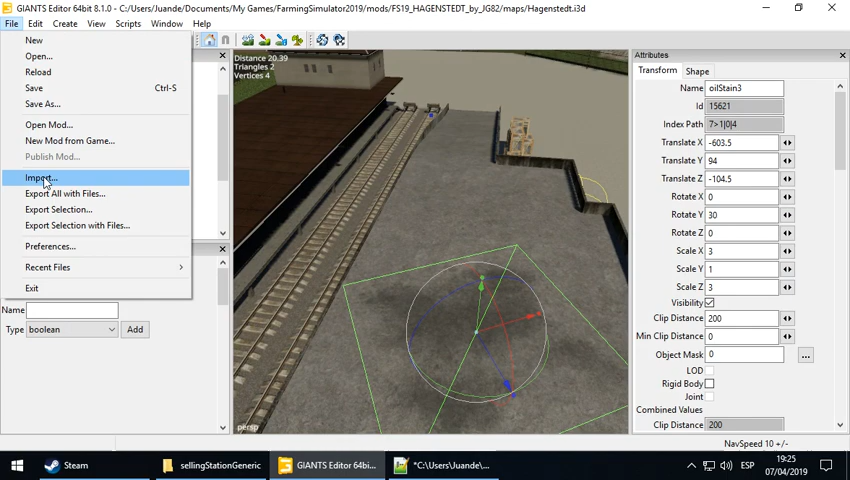 GIANTS Editor 64bit 8.1.0 - C:/Users/Juande/Documents/My Games/FarmingSimulator2019/mods/FS19_HAGENSTEDT_by_JG82/maps/Hagenstedt.i3d
File Edit Create View Scripts Window Help
New
Open...
Reload
Save Ctrl-S
Save As...
Open Mod...
New Mod from Game...
Publish Mod...
Import...
Export All with Files...
Export Selection...
Export Selection with Files...
Preferences...
Recent Files
Exit
Name
Type boolean Add
Distance 20.39
Triangles 2
Vertices 4
persp
Attributes
Transform Shape
Name oilStain3
Id 15621
Index Path 7>1|0|4
Translate X -603.5
Translate Y 94
Translate Z -104.5
Rotate X 0
Rotate Y 30
Rotate Z 0
Scale X 3
Scale Y 1
Scale Z 3
Visibility
Clip Distance 200
Min Clip Distance 0
Object Mask 0 ...
LOD
Rigid Body
Joint
Combined Values
Clip Distance 200
NavSpeed 10 +/-
Steam sellingStationGeneric GIANTS Editor 64bi... *C:\Users\Juande\... ESP 19:25
07/04/2019